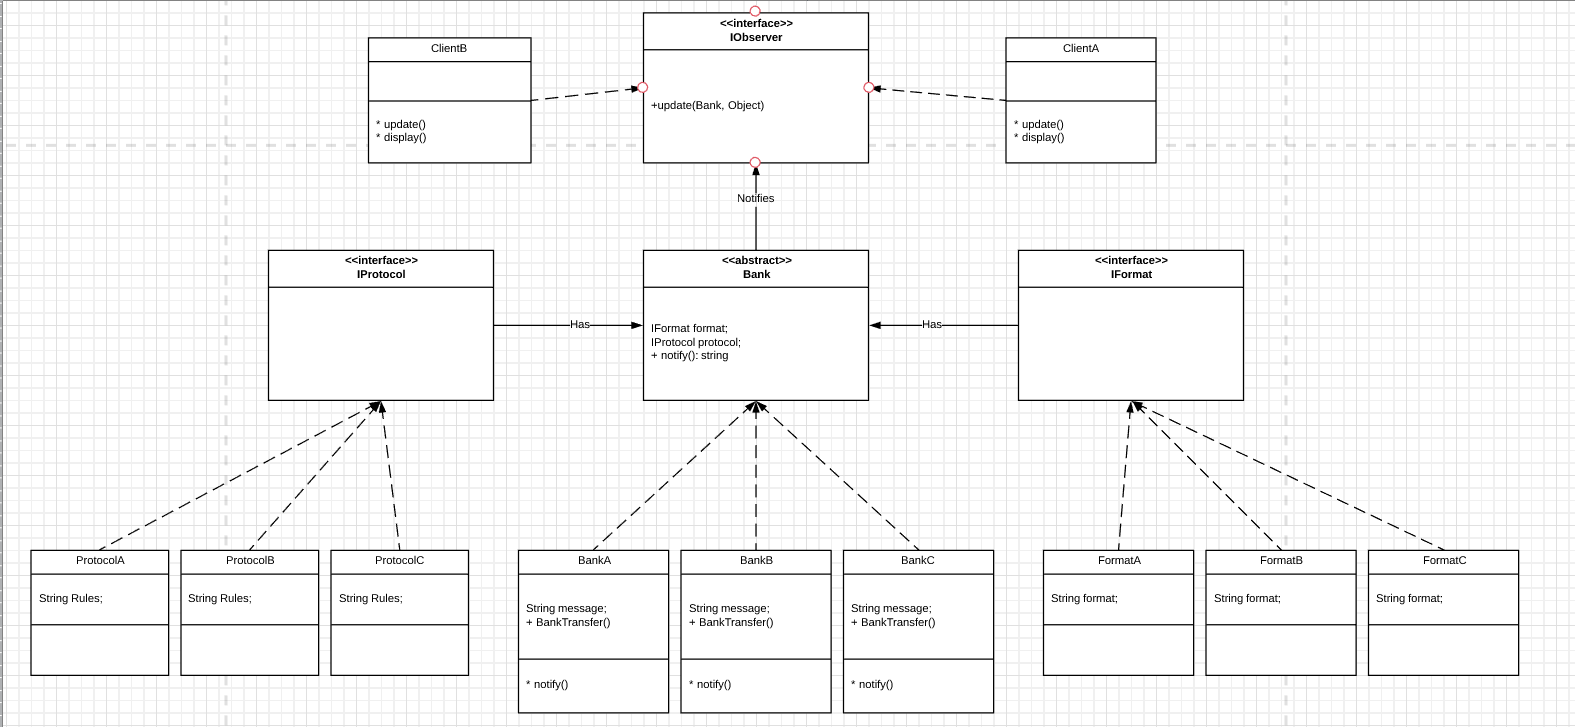 <<interface>>
IObserver
+update(Bank, Object)
ClientB
* update()
* display()
ClientA
* update()
* display()
Notifies
<<interface>>
IProtocol
Has
<<abstract>>
Bank
IFormat format;
IProtocol protocol;
+ notify(): string
Has
<<interface>>
IFormat
ProtocolA
String Rules;
ProtocolB
String Rules;
ProtocolC
String Rules;
BankA
String message;
+ BankTransfer()
* notify()
BankB
String message;
+ BankTransfer()
* notify()
BankC
String message;
+ BankTransfer()
* notify()
FormatA
String format;
FormatB
String format;
FormatC
String format;